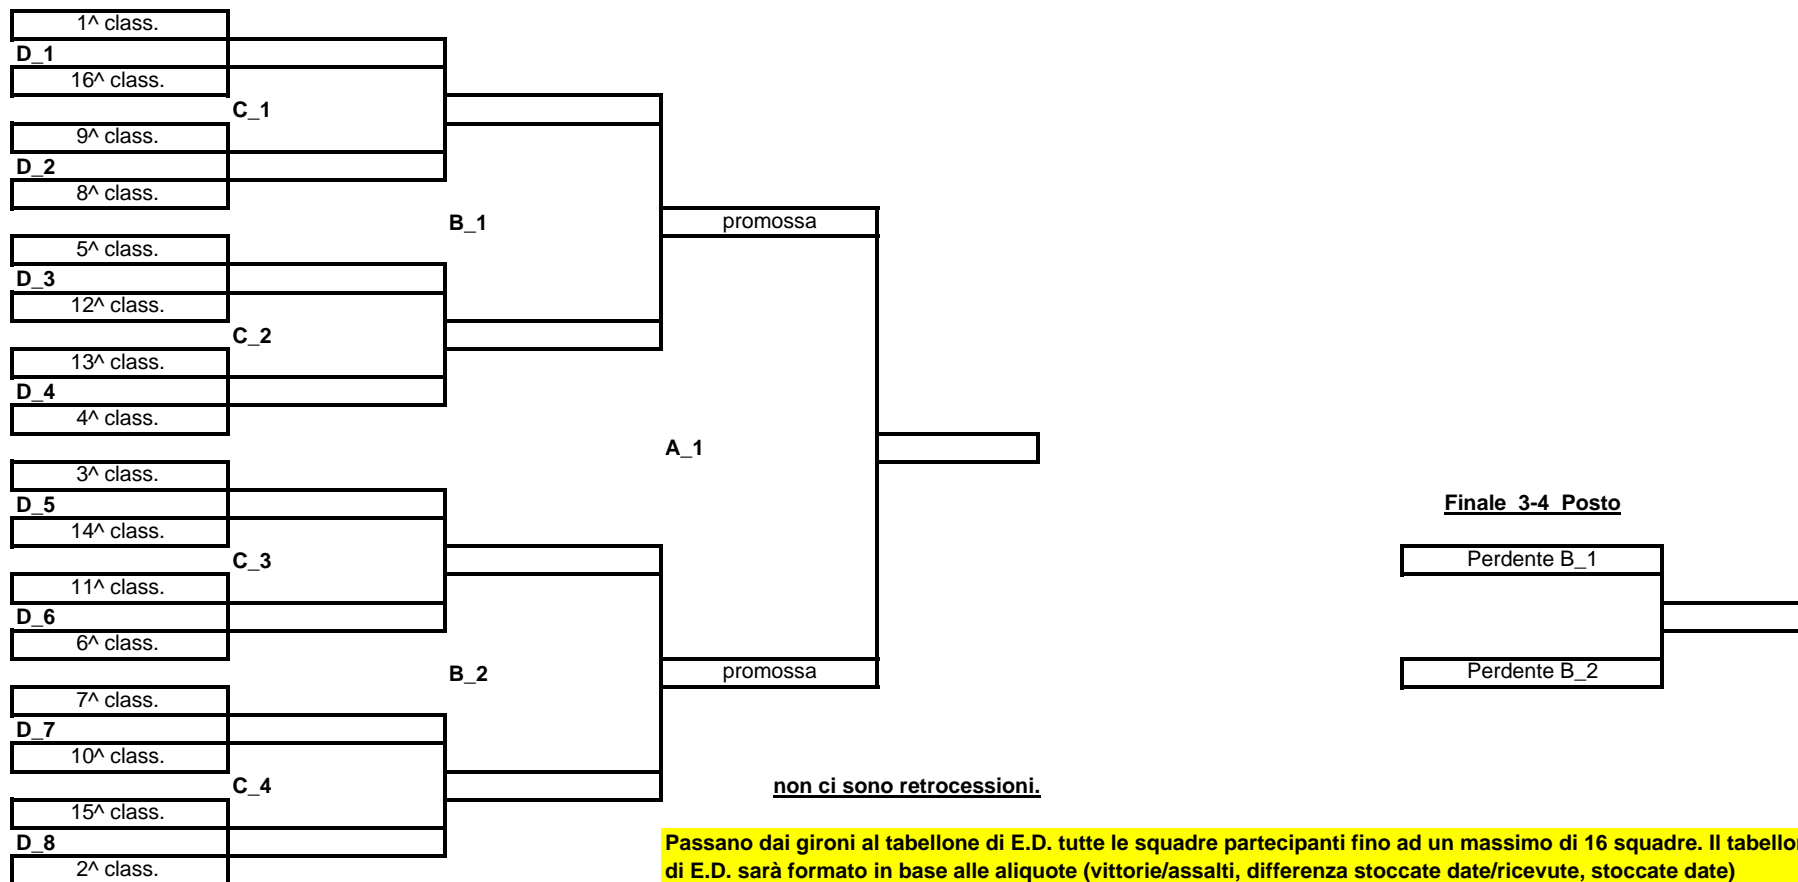 1^ class.
D_1
16^ class.
C_1
9^ class.
D_2
8^ class.
B_1
promossa
5^ class.
D_3
12^ class.
C_2
13^ class.
D_4
4^ class.
A_1
3^ class.
D_5
14^ class.
C_3
11^ class.
D_6
6^ class.
B_2
promossa
7^ class.
D_7
10^ class.
C_4
15^ class.
D_8
2^ class.
Finale 3-4 Posto
Perdente B_1
Perdente B_2
non ci sono retrocessioni.
Passano dai gironi al tabellone di E.D. tutte le squadre partecipanti fino ad un massimo di 16 squadre. Il tabellon
di E.D. sarà formato in base alle aliquote (vittorie/assalti, differenza stoccate date/ricevute, stoccate date)